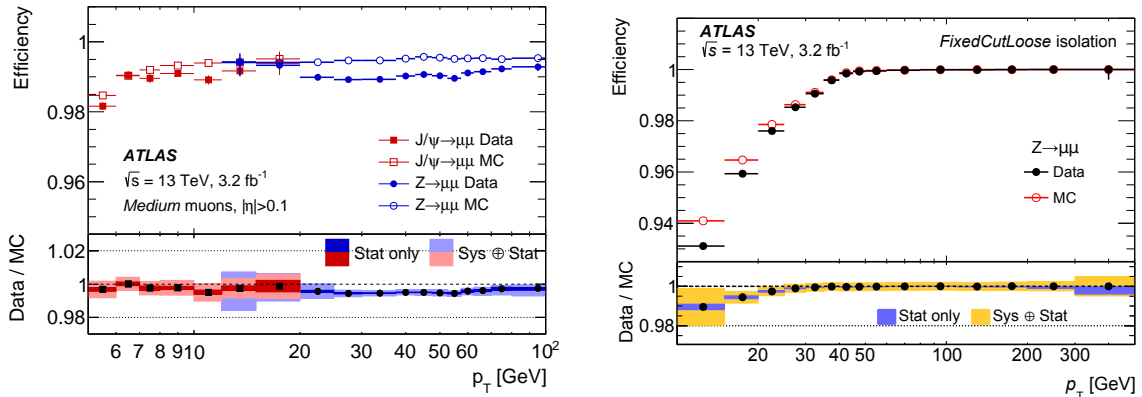 Efficiency
1
0.98
0.96
ATLAS
√s = 13 TeV, 3.2 fb⁻¹
Medium muons, |η|>0.1
J/ψ→μμ Data
J/ψ→μμ MC
Z→μμ Data
Z→μμ MC
Data / MC
1.02
1
0.98
Stat only
Sys ⊕ Stat
6 7 8 9 10 20 30 40 50 60 10²
p_T [GeV]
Efficiency
1
0.98
0.96
0.94
ATLAS
√s = 13 TeV, 3.2 fb⁻¹
FixedCutLoose isolation
Z→μμ
Data
MC
Data / MC
1
0.98
Stat only
Sys ⊕ Stat
20 30 40 50 100 200 300
p_T [GeV]